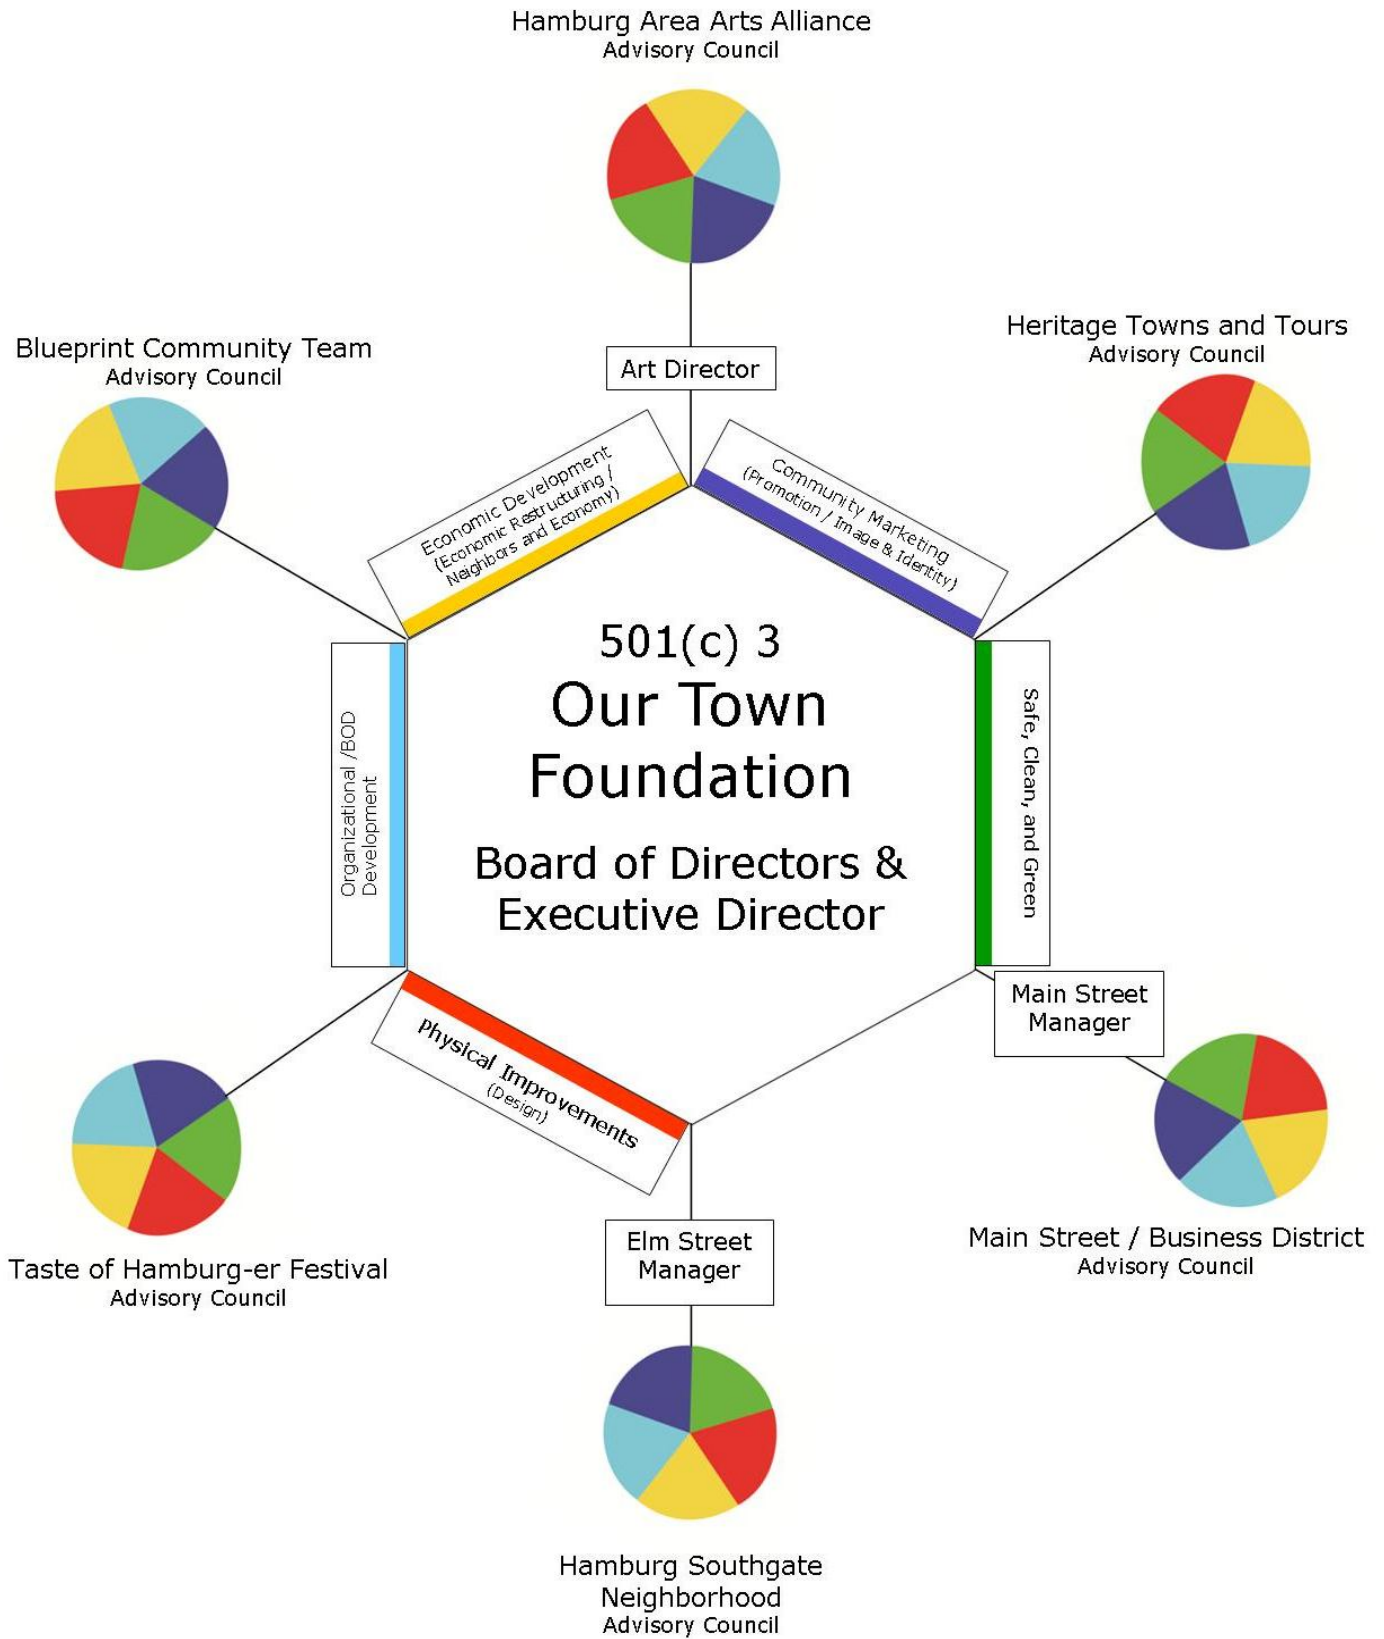 Hamburg Area Arts Alliance
Advisory Council
Heritage Towns and Tours
Advisory Council
Blueprint Community Team
Advisory Council
Art Director
Economic Development
(Economic Restructuring /
Neighbors and Economy)
Community Marketing
(Promotion / Image & Identity)
501(c) 3
Our Town
Foundation
Board of Directors &
Executive Director
Organizational /BOD
Development
Safe, Clean, and Green
Main Street
Manager
Physical Improvements
(Design)
Elm Street
Manager
Main Street / Business District
Advisory Council
Taste of Hamburg-er Festival
Advisory Council
Hamburg Southgate
Neighborhood
Advisory Council